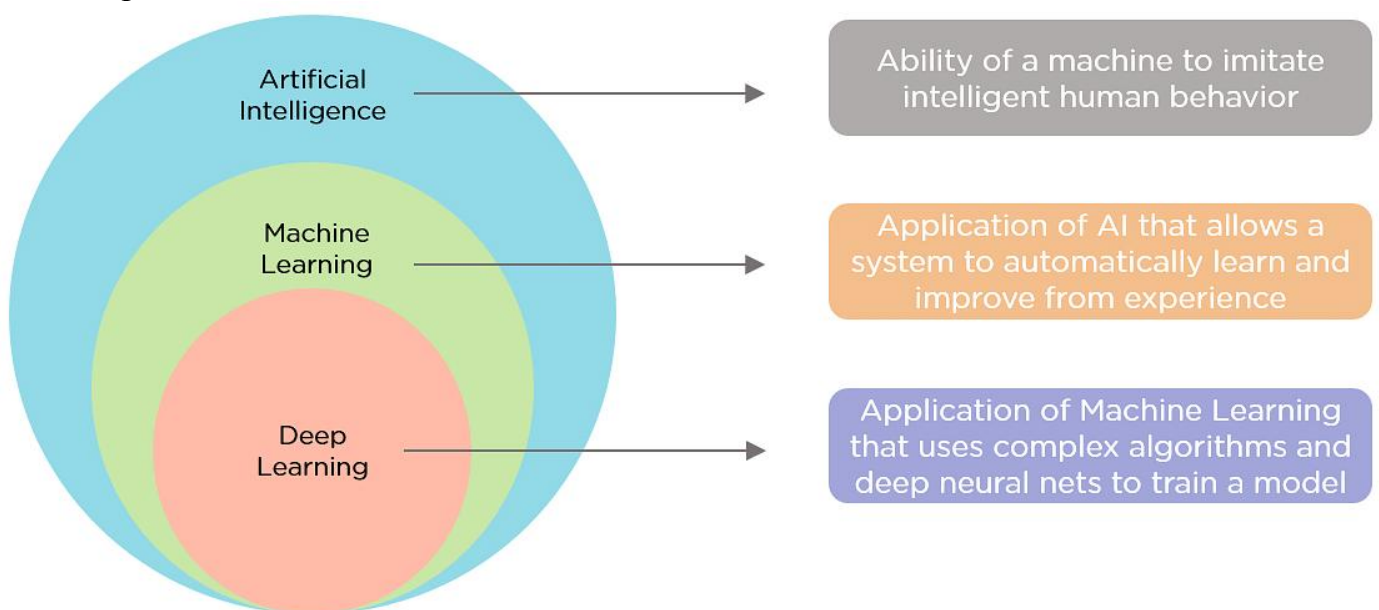 Artificial
Intelligence
Ability of a machine to imitate
intelligent human behavior
Machine
Learning
Application of AI that allows a
system to automatically learn and
improve from experience
Deep
Learning
Application of Machine Learning
that uses complex algorithms and
deep neural nets to train a model